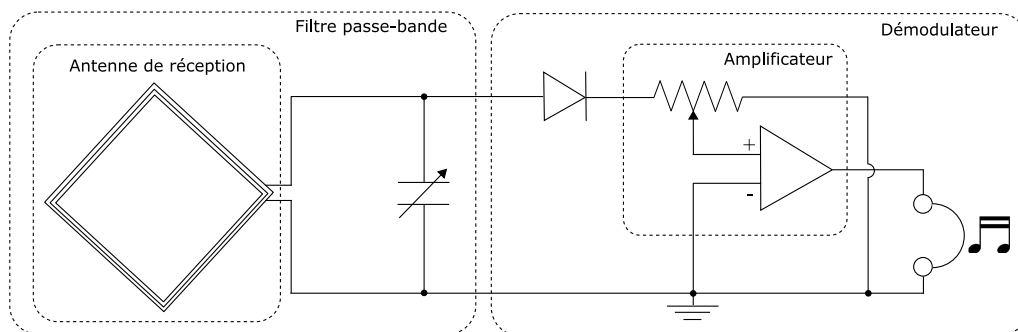 Filtre passe-bande
Démodulateur
Antenne de réception
Amplificateur
+
-